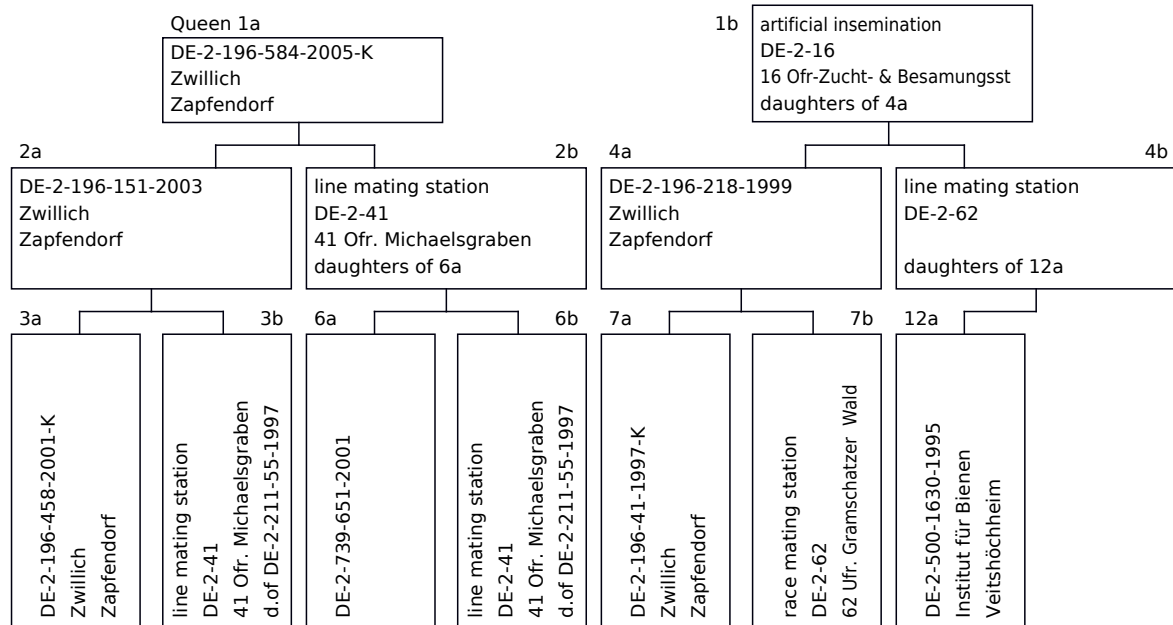 Queen 1a
DE-2-196-584-2005-K
Zwillich
Zapfendorf
1b
artificial insemination
DE-2-16
16 Ofr-Zucht- & Besamungsst
daughters of 4a
2a
DE-2-196-151-2003
Zwillich
Zapfendorf
2b
line mating station
DE-2-41
41 Ofr. Michaelsgraben
daughters of 6a
4a
DE-2-196-218-1999
Zwillich
Zapfendorf
4b
line mating station
DE-2-62
daughters of 12a
3a
DE-2-196-458-2001-K
Zwillich
Zapfendorf
3b
line mating station
DE-2-41
41 Ofr. Michaelsgraben
d.of DE-2-211-55-1997
6a
DE-2-739-651-2001
6b
line mating station
DE-2-41
41 Ofr. Michaelsgraben
d.of DE-2-211-55-1997
7a
DE-2-196-41-1997-K
Zwillich
Zapfendorf
7b
race mating station
DE-2-62
62 Ufr. Gramschatzer Wald
12a
DE-2-500-1630-1995
Institut für Bienen
Veitshöchheim